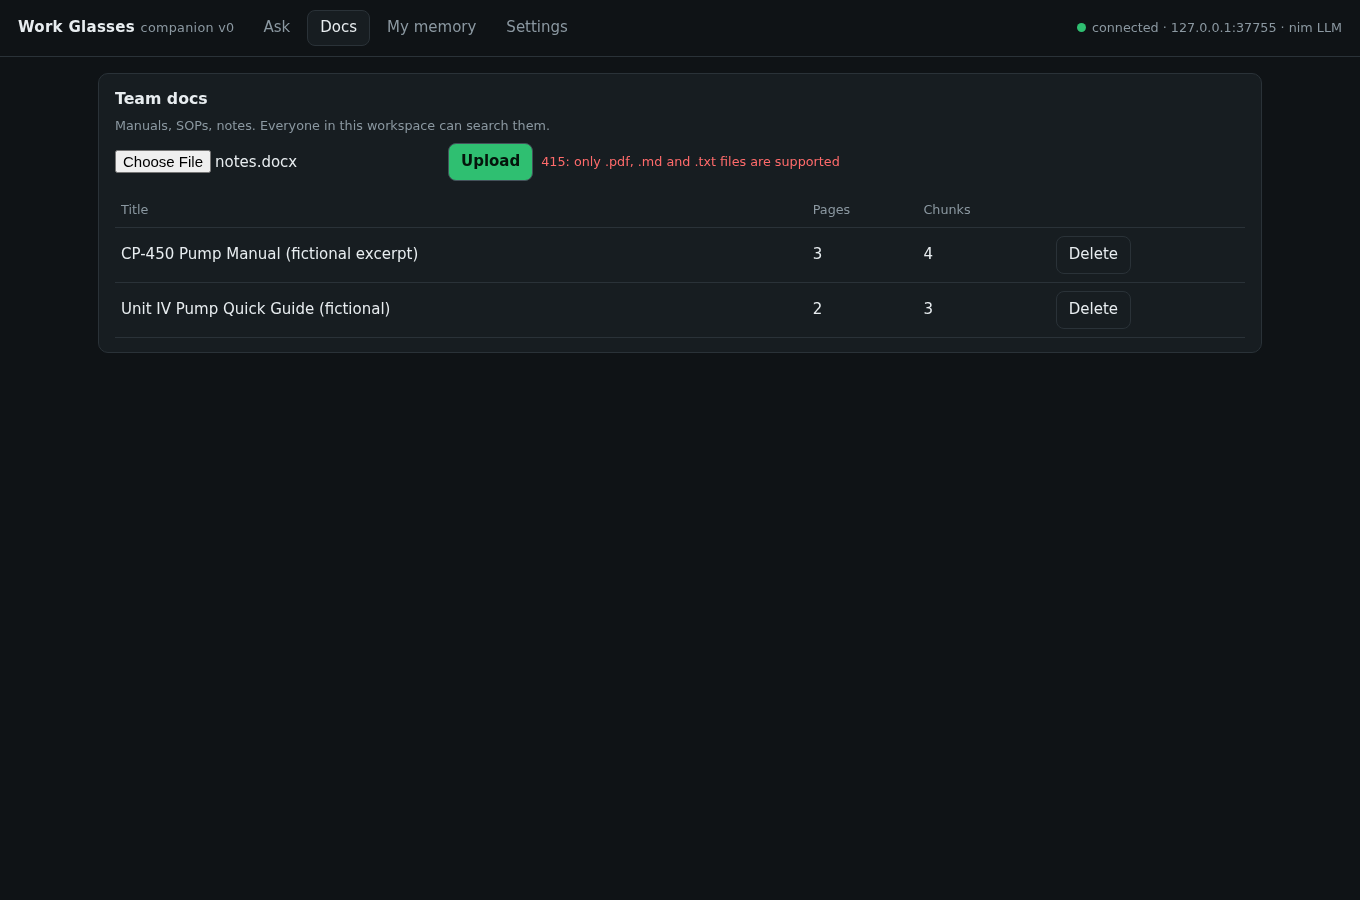 Work Glasses companion v0 Ask Docs My memory Settings connected · 127.0.0.1:37755 · nim LLM
Team docs
Manuals, SOPs, notes. Everyone in this workspace can search them.
Choose File notes.docx Upload 415: only .pdf, .md and .txt files are supported
Title Pages Chunks
CP-450 Pump Manual (fictional excerpt) 3 4 Delete
Unit IV Pump Quick Guide (fictional) 2 3 Delete